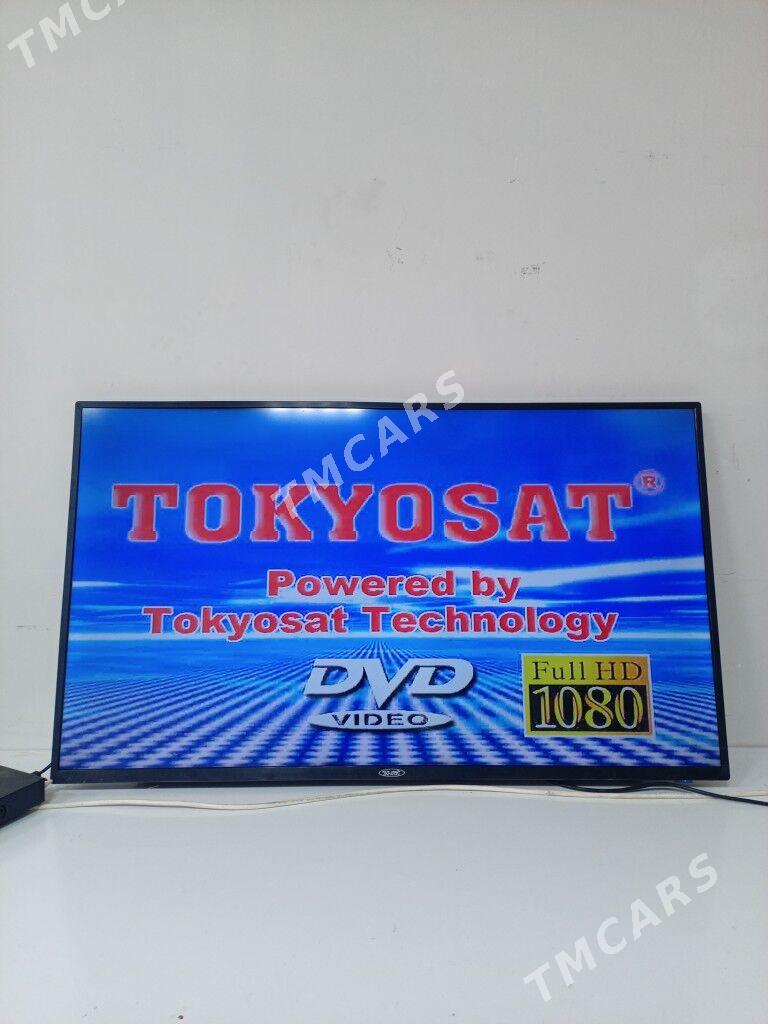 TMCARS
TMCARS
TOKYOSAT®
Powered by
Tokyosat Technology
DVD
VIDEO
Full HD
1080
TMCARS